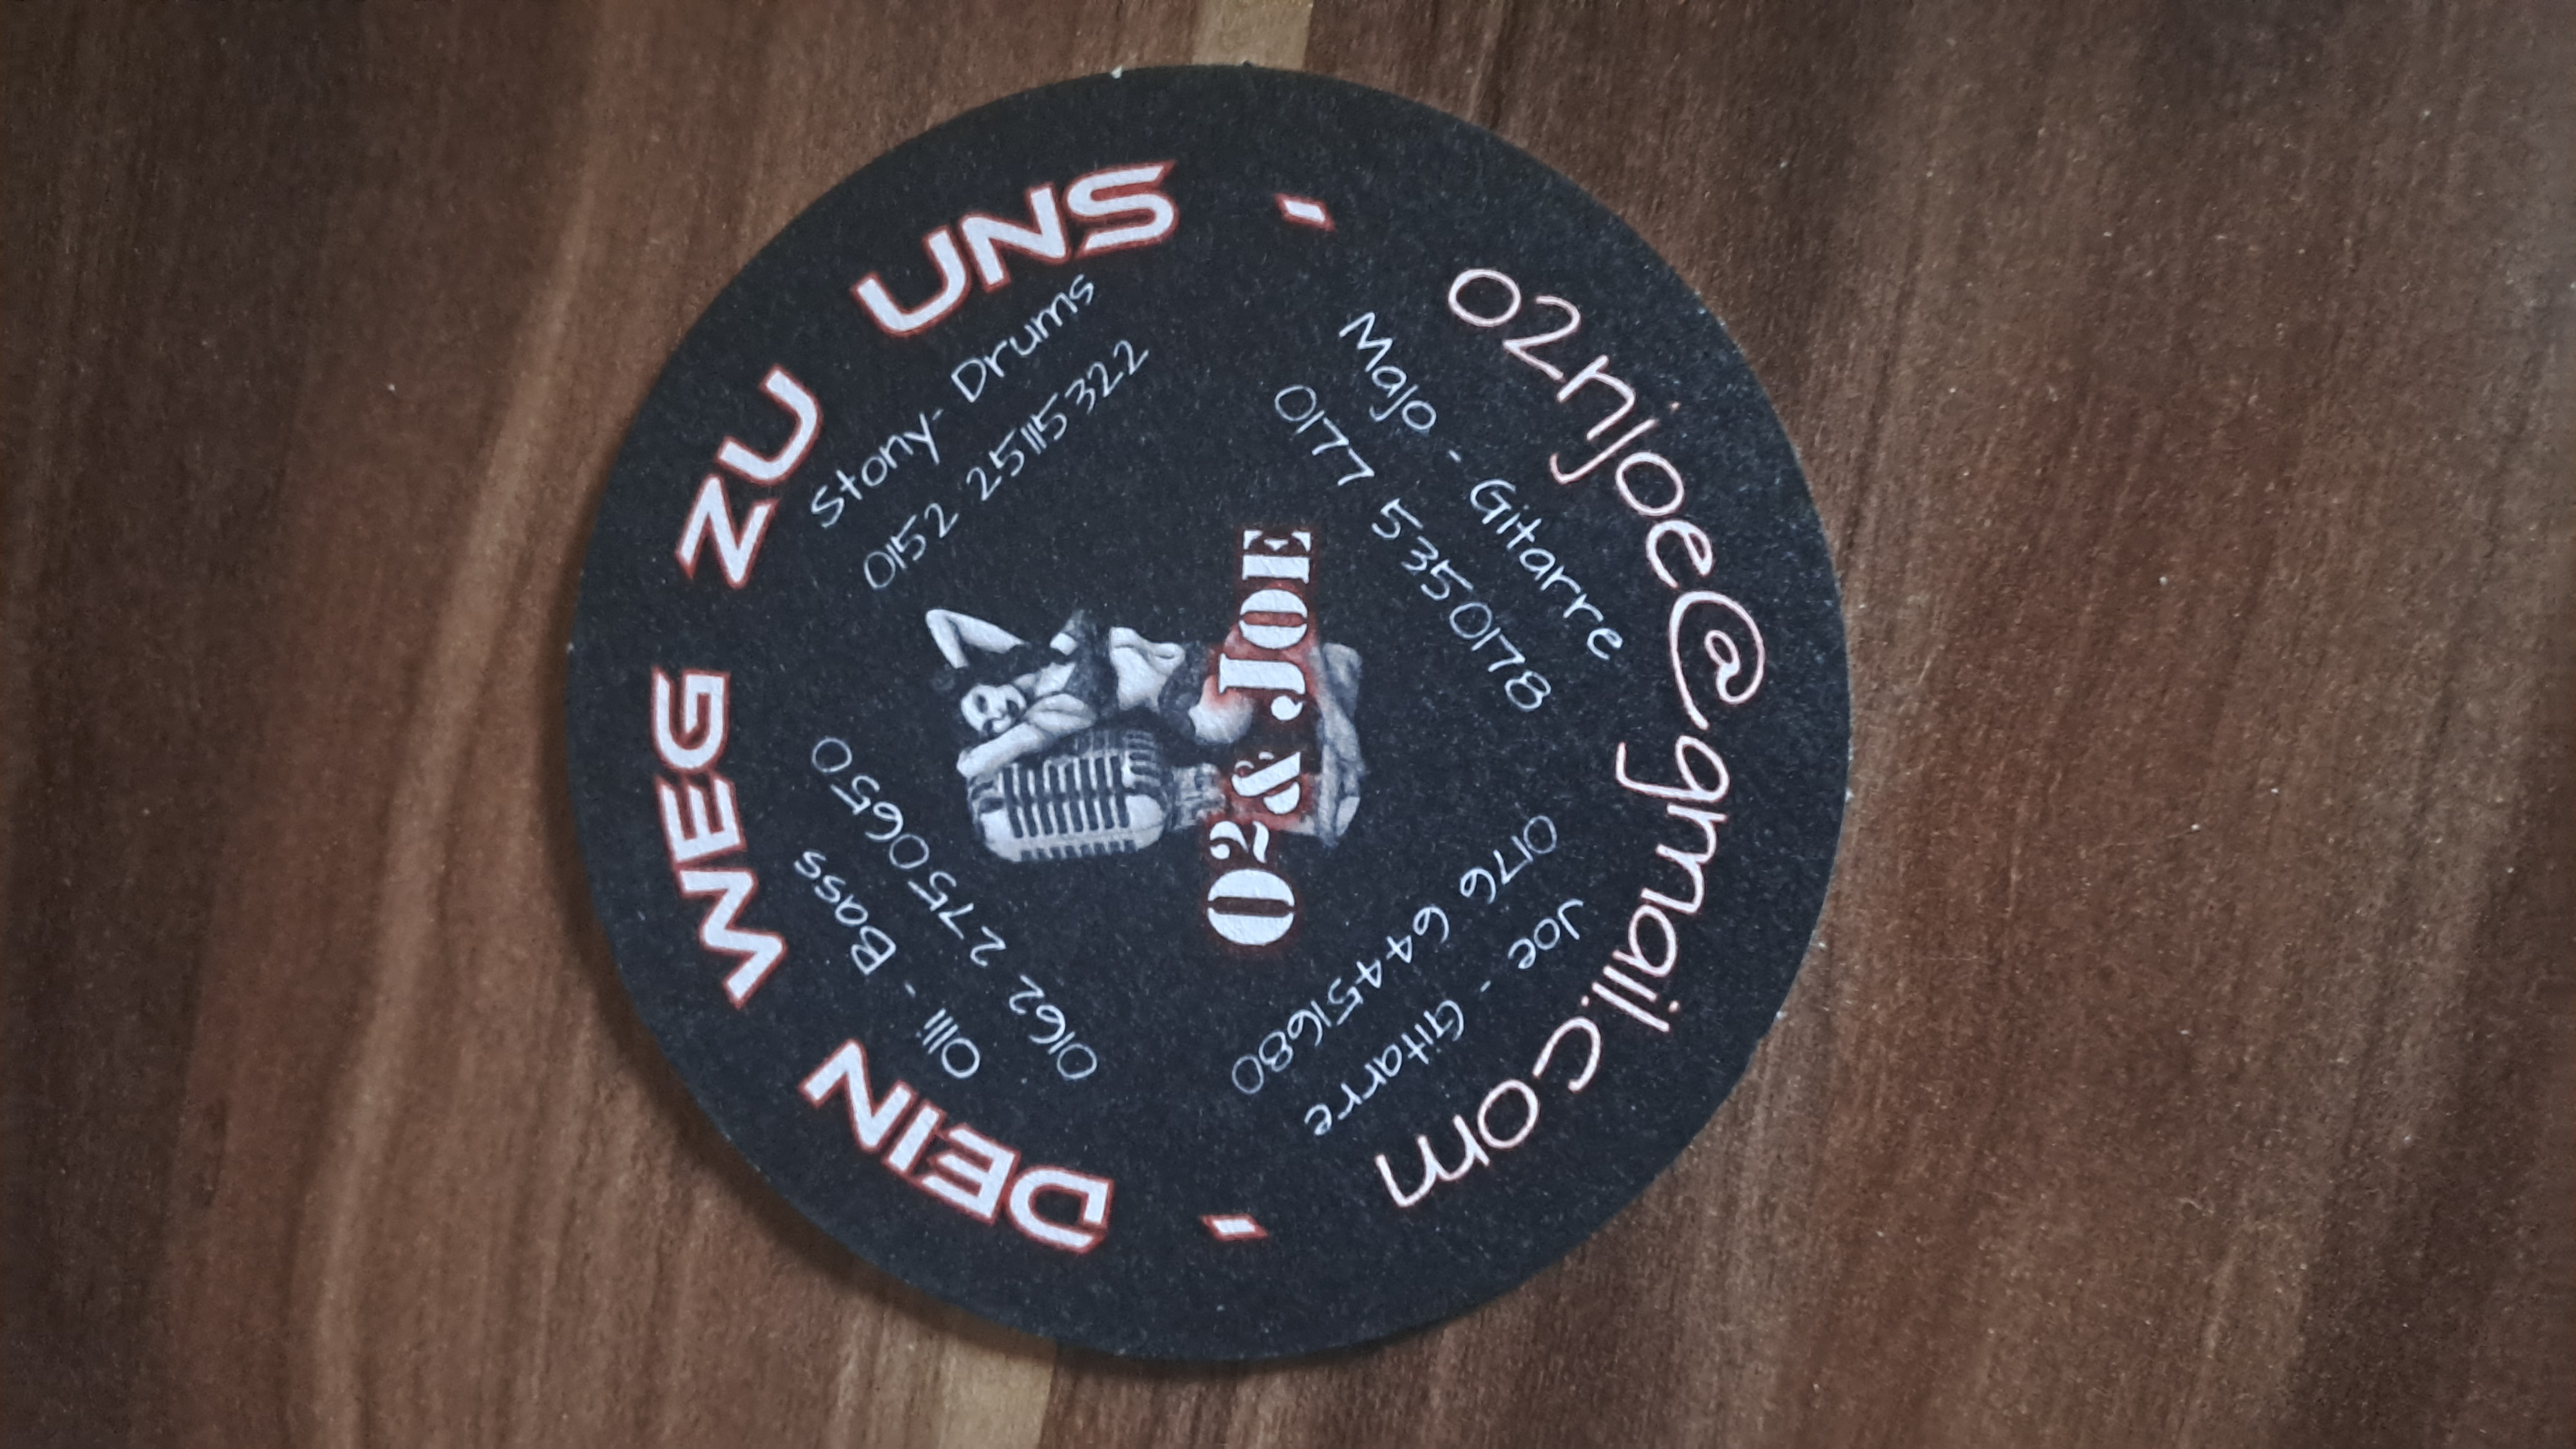 DEIN WEG ZU UNS -
Olli - Bass
0162 2750650
Stony- Drums
0152 25115322
O2 & JOE
Joe - Gitarre
0176 64451680
Majo - Gitarre
0177 5350178
- o2njoe@gmail.com